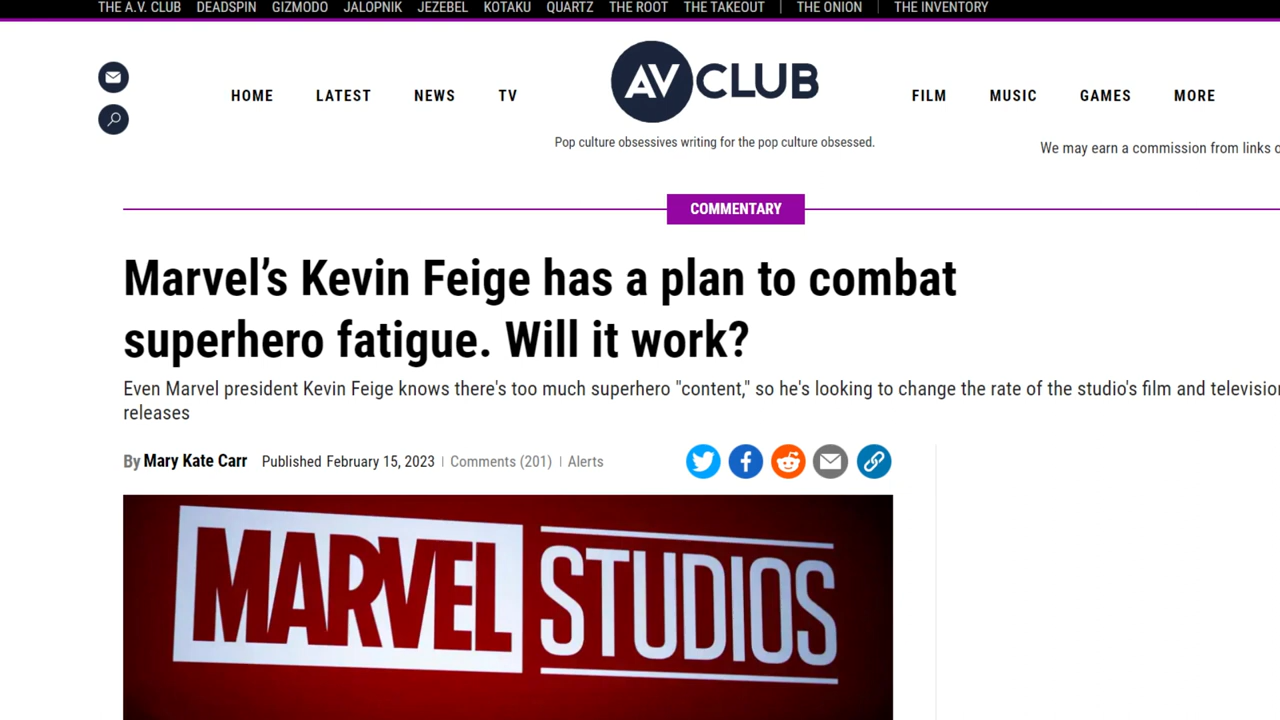 THE A.V. CLUB DEADSPIN GIZMODO JALOPNIK JEZEBEL KOTAKU QUARTZ THE ROOT THE TAKEOUT THE ONION THE INVENTORY
HOME LATEST NEWS TV AV CLUB FILM MUSIC GAMES MORE
Pop culture obsessives writing for the pop culture obsessed.
We may earn a commission from links o
COMMENTARY
Marvel’s Kevin Feige has a plan to combat
superhero fatigue. Will it work?
Even Marvel president Kevin Feige knows there's too much superhero "content," so he's looking to change the rate of the studio's film and television
releases
By Mary Kate Carr Published February 15, 2023 Comments (201) Alerts
MARVEL STUDIOS